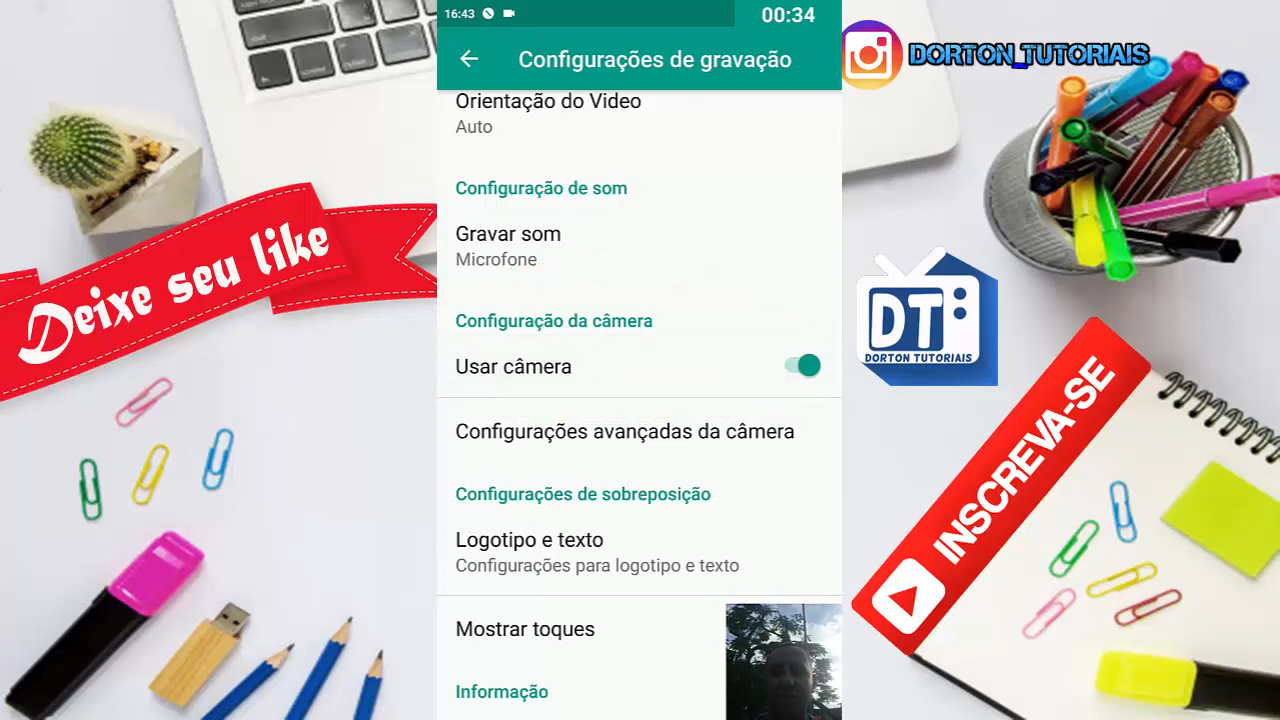 16:43
00:34
Configurações de gravação
Orientação do Video
Auto
Configuração de som
Gravar som
Microfone
Configuração da câmera
Usar câmera
Configurações avançadas da câmera
Configurações de sobreposição
Logotipo e texto
Configurações para logotipo e texto
Mostrar toques
Informação
Deixe seu like
DORTON_TUTORIAIS
DT
DORTON TUTORIAIS
INSCREVA-SE